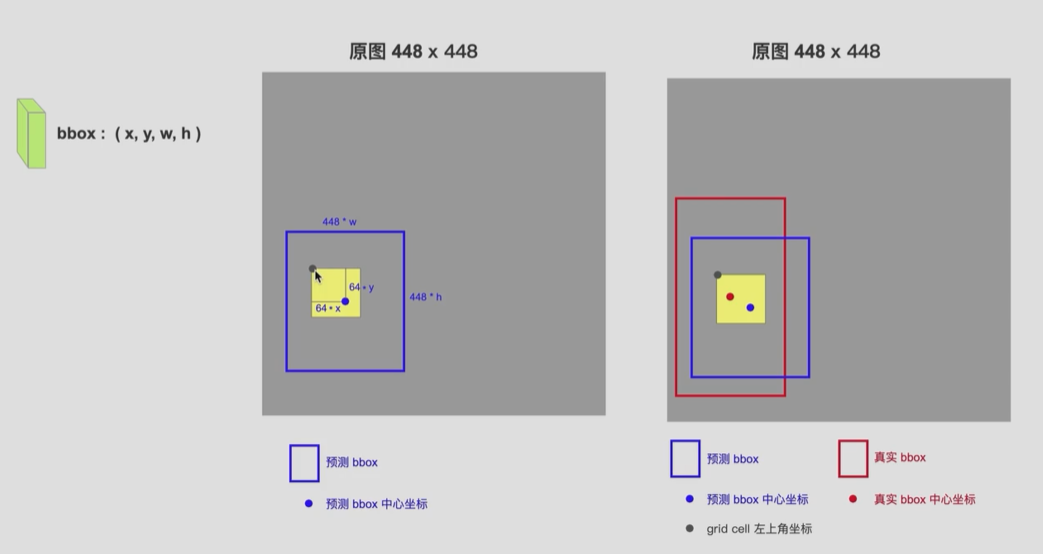 原图 448 x 448
原图 448 x 448
bbox : ( x, y, w, h )
448 * w
64 * y
64 * x
448 * h
预测 bbox
预测 bbox 中心坐标
预测 bbox
真实 bbox
预测 bbox 中心坐标
真实 bbox 中心坐标
grid cell 左上角坐标